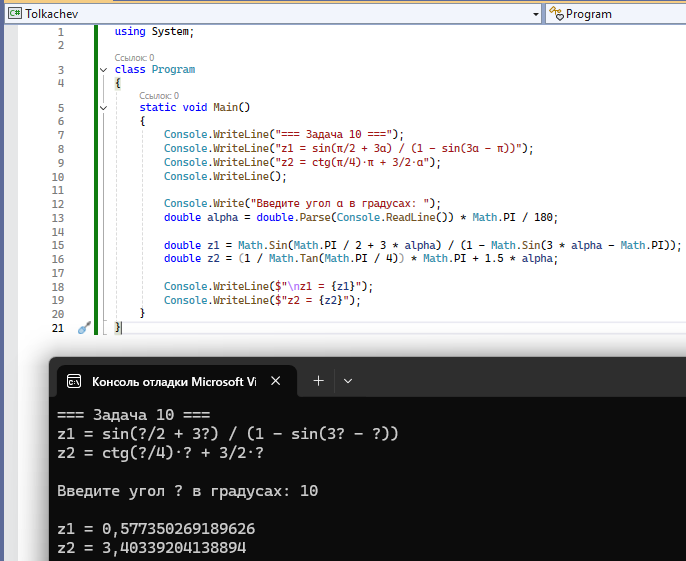 C# Tolkachev
Program
1 using System;
2
Ссылок: 0
3 class Program
4 {
Ссылок: 0
5 static void Main()
6 {
7 Console.WriteLine("=== Задача 10 ===");
8 Console.WriteLine("z1 = sin(π/2 + 3α) / (1 - sin(3α - π))");
9 Console.WriteLine("z2 = ctg(π/4)·π + 3/2·α");
10 Console.WriteLine();
11
12 Console.Write("Введите угол α в градусах: ");
13 double alpha = double.Parse(Console.ReadLine()) * Math.PI / 180;
14
15 double z1 = Math.Sin(Math.PI / 2 + 3 * alpha) / (1 - Math.Sin(3 * alpha - Math.PI));
16 double z2 = (1 / Math.Tan(Math.PI / 4)) * Math.PI + 1.5 * alpha;
17
18 Console.WriteLine($"\nz1 = {z1}");
19 Console.WriteLine($"z2 = {z2}");
20 }
21 }
Консоль отладки Microsoft Vi
=== Задача 10 ===
z1 = sin(?/2 + 3?) / (1 - sin(3? - ?))
z2 = ctg(?/4)·? + 3/2·?
Введите угол ? в градусах: 10
z1 = 0,577350269189626
z2 = 3,40339204138894